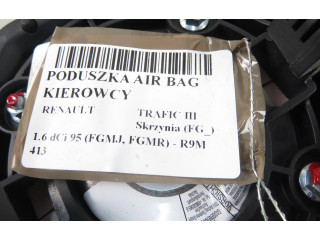 PODUSZKA AIR BAG
KIEROWCY
RENAULT TRAFIC III
Skrzynia (FG_)
1.6 dCi 95 (FGMJ, FGMR) - R9M
413